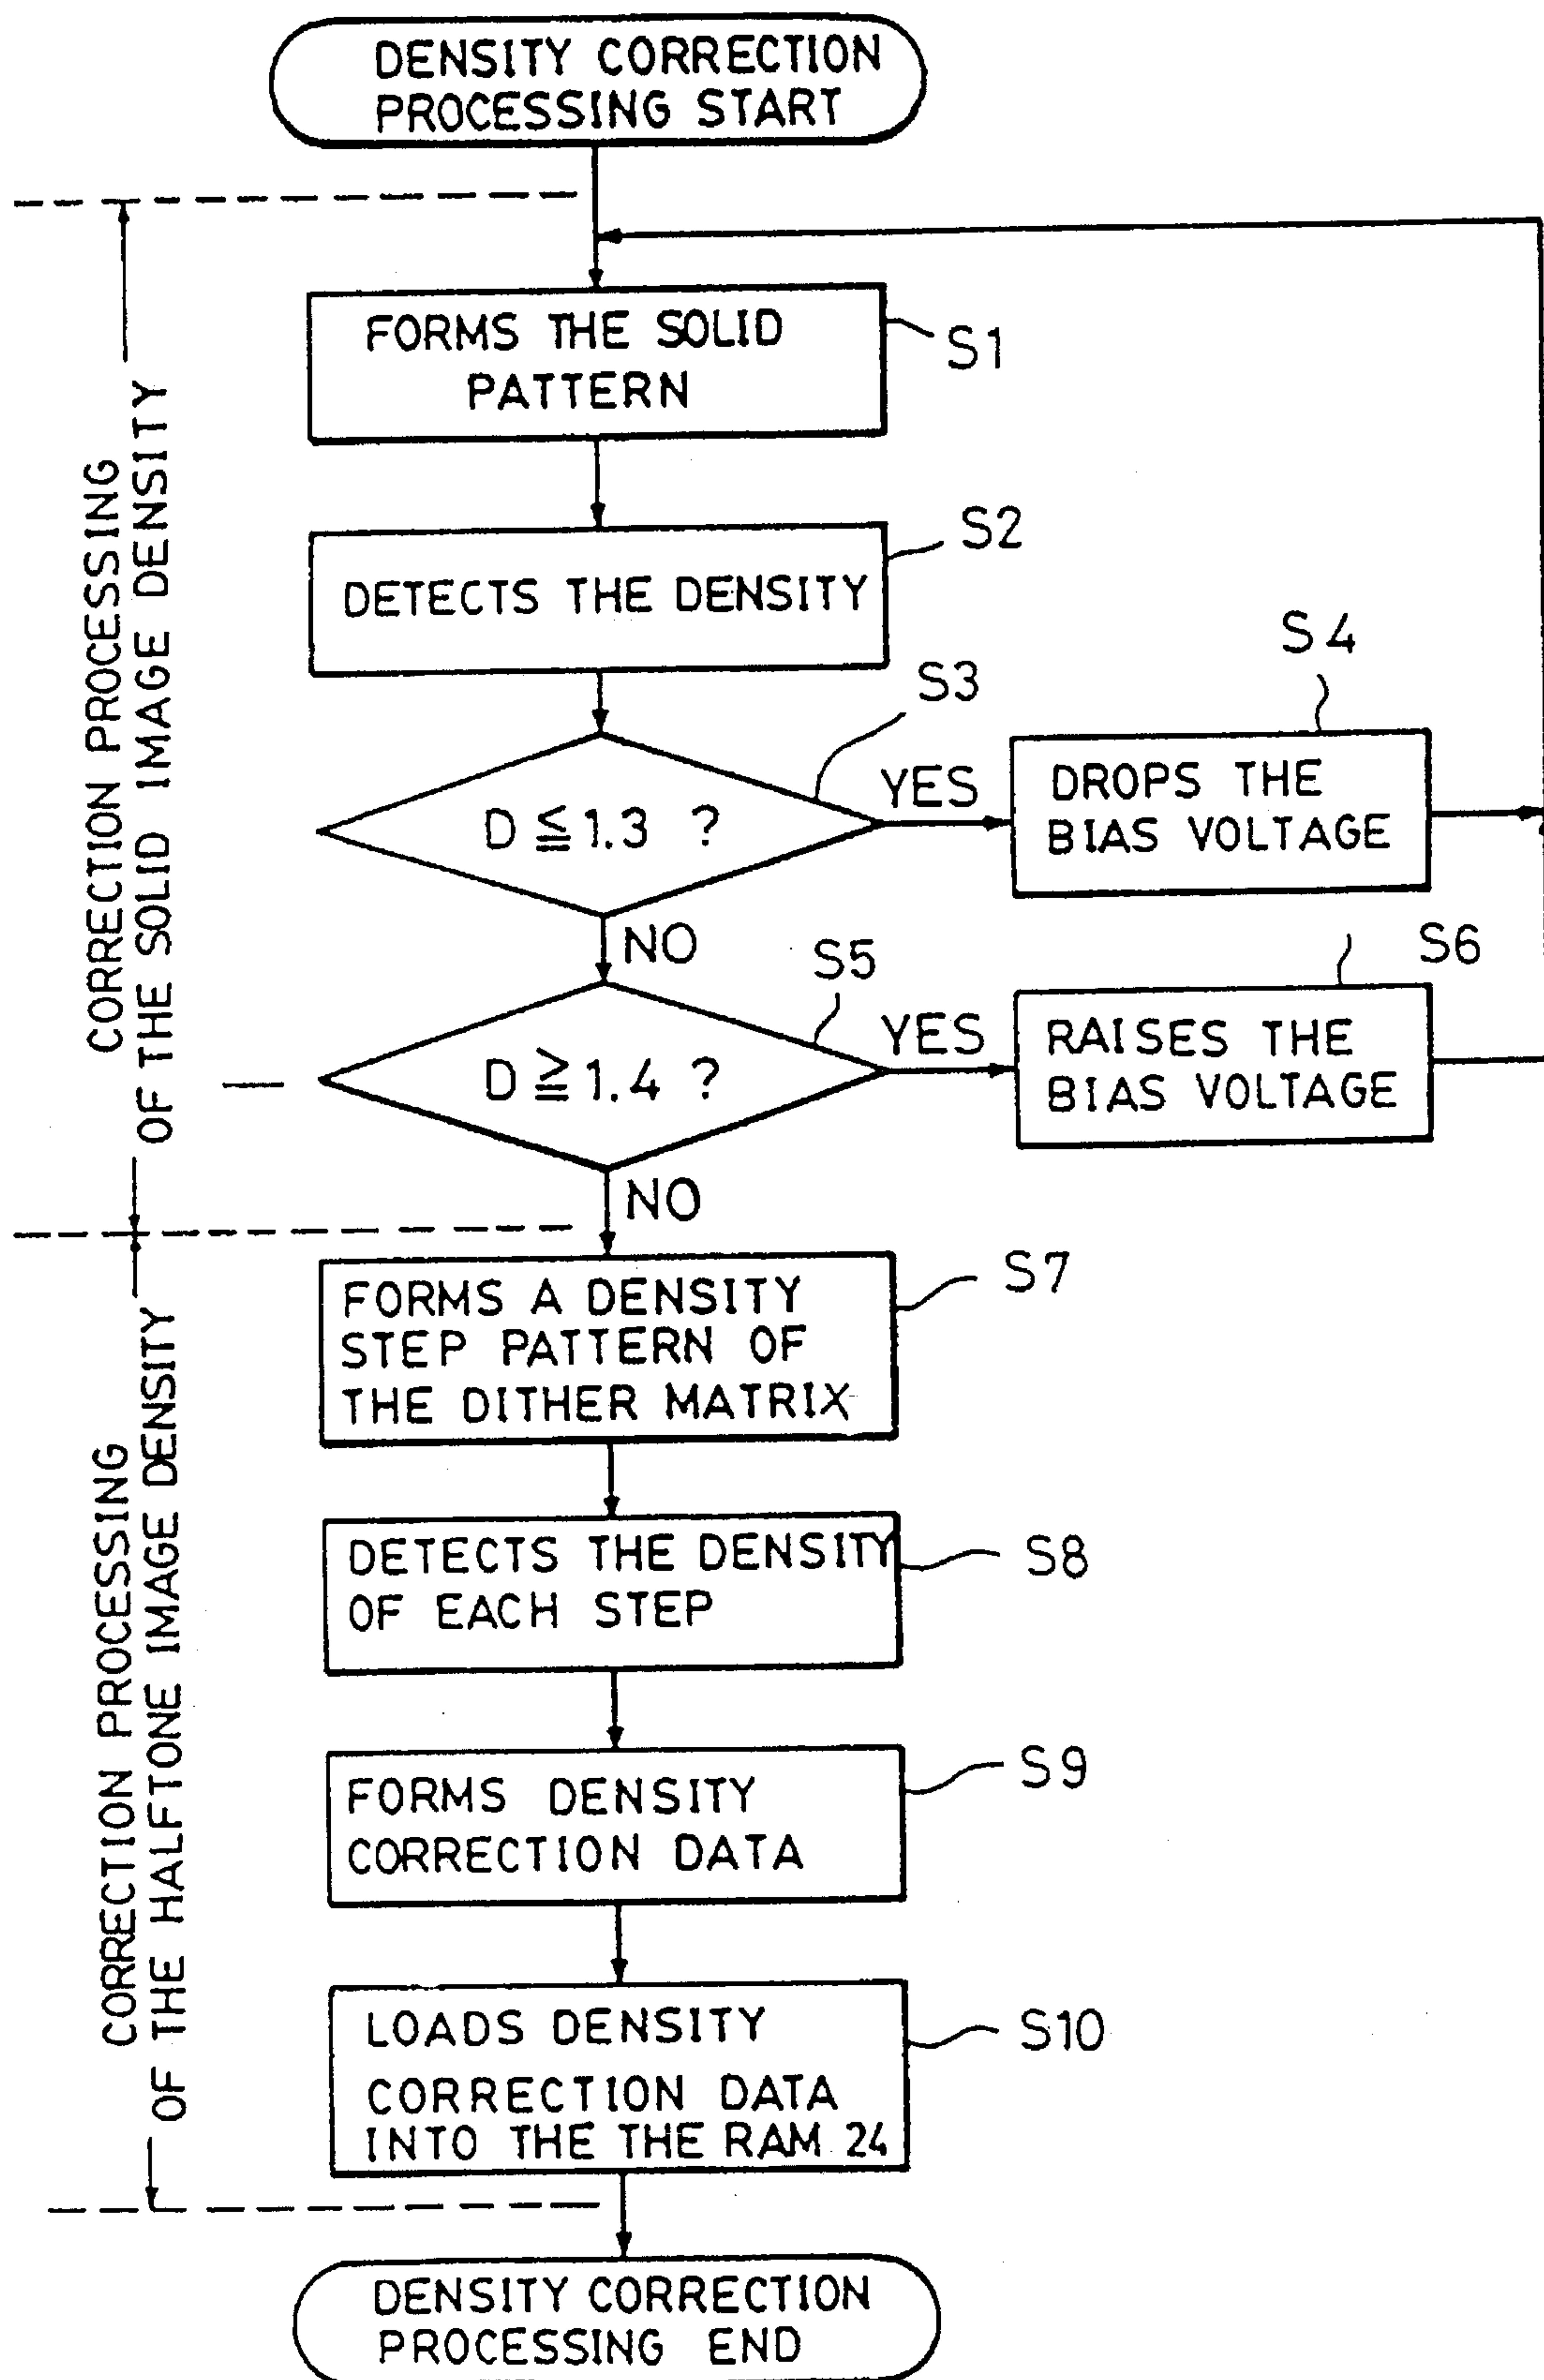 DENSITY CORRECTION
PROCESSING START
CORRECTION PROCESSING
OF THE SOLID IMAGE DENSITY
FORMS THE SOLID
PATTERN
S1
DETECTS THE DENSITY
S2
D ≦ 1.3 ?
S3
YES
DROPS THE
BIAS VOLTAGE
S4
NO
D ≧ 1.4 ?
S5
YES
RAISES THE
BIAS VOLTAGE
S6
NO
CORRECTION PROCESSING
OF THE HALFTONE IMAGE DENSITY
FORMS A DENSITY
STEP PATTERN OF
THE DITHER MATRIX
S7
DETECTS THE DENSITY
OF EACH STEP
S8
FORMS DENSITY
CORRECTION DATA
S9
LOADS DENSITY
CORRECTION DATA
INTO THE THE RAM 24
S10
DENSITY CORRECTION
PROCESSING END